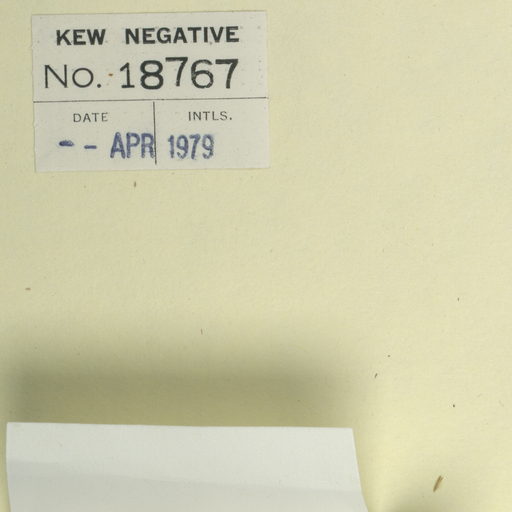 KEW NEGATIVE
No. 18767
DATE INTLS.
- - APR 1979